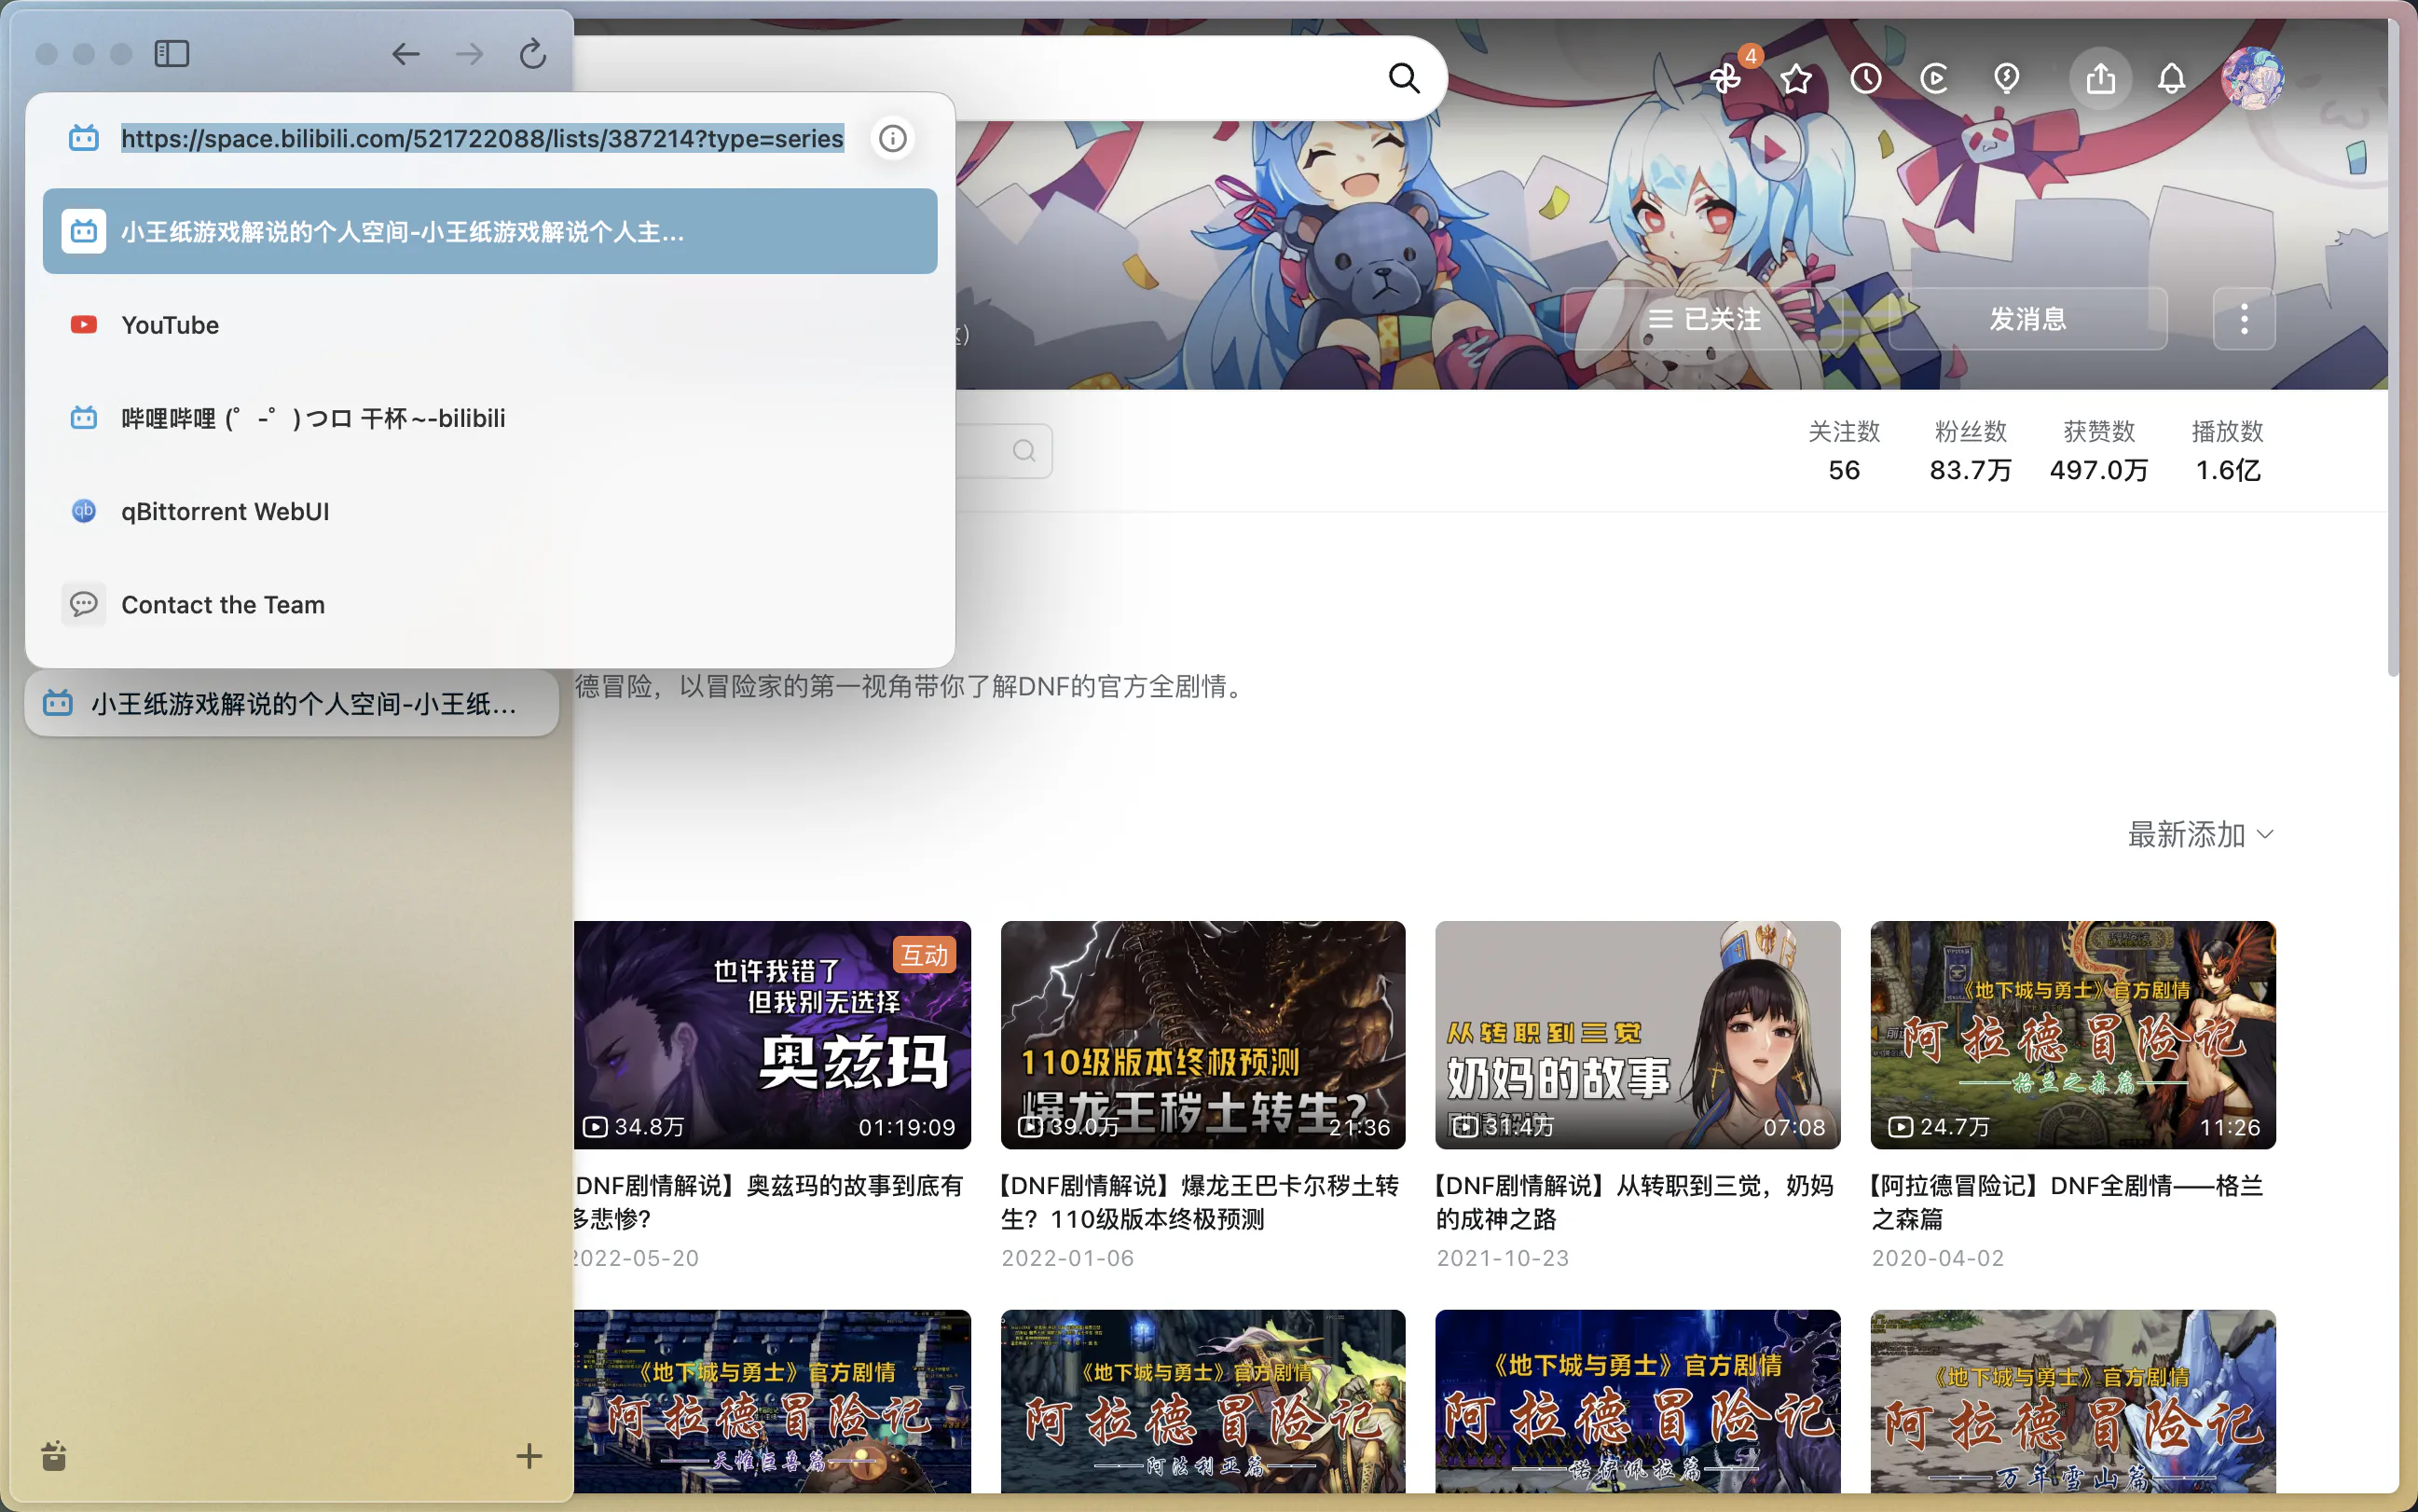 4
https://space.bilibili.com/521722088/lists/387214?type=series
小王纸游戏解说的个人空间-小王纸游戏解说个人主...
YouTube
哔哩哔哩 (゜-゜)つロ 干杯~-bilibili
qb
qBittorrent WebUI
Contact the Team
已关注
发消息
关注数
粉丝数
获赞数
播放数
56
83.7万
497.0万
1.6亿
小王纸游戏解说的个人空间-小王纸...
德冒险，以冒险家的第一视角带你了解DNF的官方全剧情。
最新添加
互动
也许我错了
但我别无选择
奥兹玛
34.8万
01:19:09
DNF剧情解说】奥兹玛的故事到底有
多悲惨?
2022-05-20
110级版本终极预测
爆龙王秽土转生?
39.0万
21:36
【DNF剧情解说】爆龙王巴卡尔秽土转
生？110级版本终极预测
2022-01-06
从转职到三觉
奶妈的故事
剧情解说
31.4万
07:08
【DNF剧情解说】从转职到三觉，奶妈
的成神之路
2021-10-23
《地下城与勇士》官方剧情
阿拉德冒险记
格兰之森篇
24.7万
11:26
【阿拉德冒险记】DNF全剧情——格兰
之森篇
2020-04-02
《地下城与勇士》官方剧情
阿拉德冒险记
天帷巨兽篇
《地下城与勇士》官方剧情
阿拉德冒险记
阿法利亚篇
《地下城与勇士》官方剧情
阿拉德冒险记
诺伊佩拉篇
《地下城与勇士》官方剧情
阿拉德冒险记
万年雪山篇